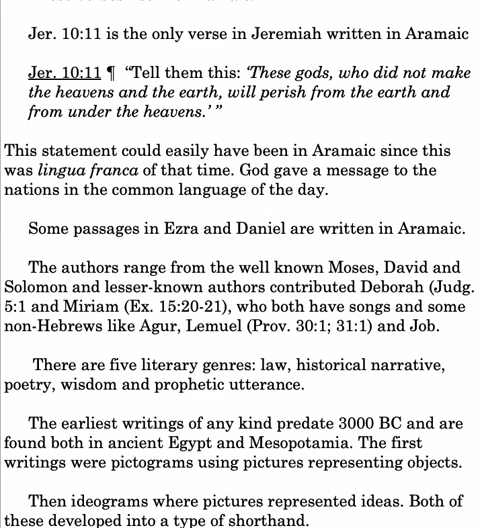 Jer. 10:11 is the only verse in Jeremiah written in Aramaic
Jer. 10:11 ¶ “Tell them this: ‘These gods, who did not make
the heavens and the earth, will perish from the earth and
from under the heavens.’ ”
This statement could easily have been in Aramaic since this
was lingua franca of that time. God gave a message to the
nations in the common language of the day.
Some passages in Ezra and Daniel are written in Aramaic.
The authors range from the well known Moses, David and
Solomon and lesser-known authors contributed Deborah (Judg.
5:1 and Miriam (Ex. 15:20-21), who both have songs and some
non-Hebrews like Agur, Lemuel (Prov. 30:1; 31:1) and Job.
There are five literary genres: law, historical narrative,
poetry, wisdom and prophetic utterance.
The earliest writings of any kind predate 3000 BC and are
found both in ancient Egypt and Mesopotamia. The first
writings were pictograms using pictures representing objects.
Then ideograms where pictures represented ideas. Both of
these developed into a type of shorthand.